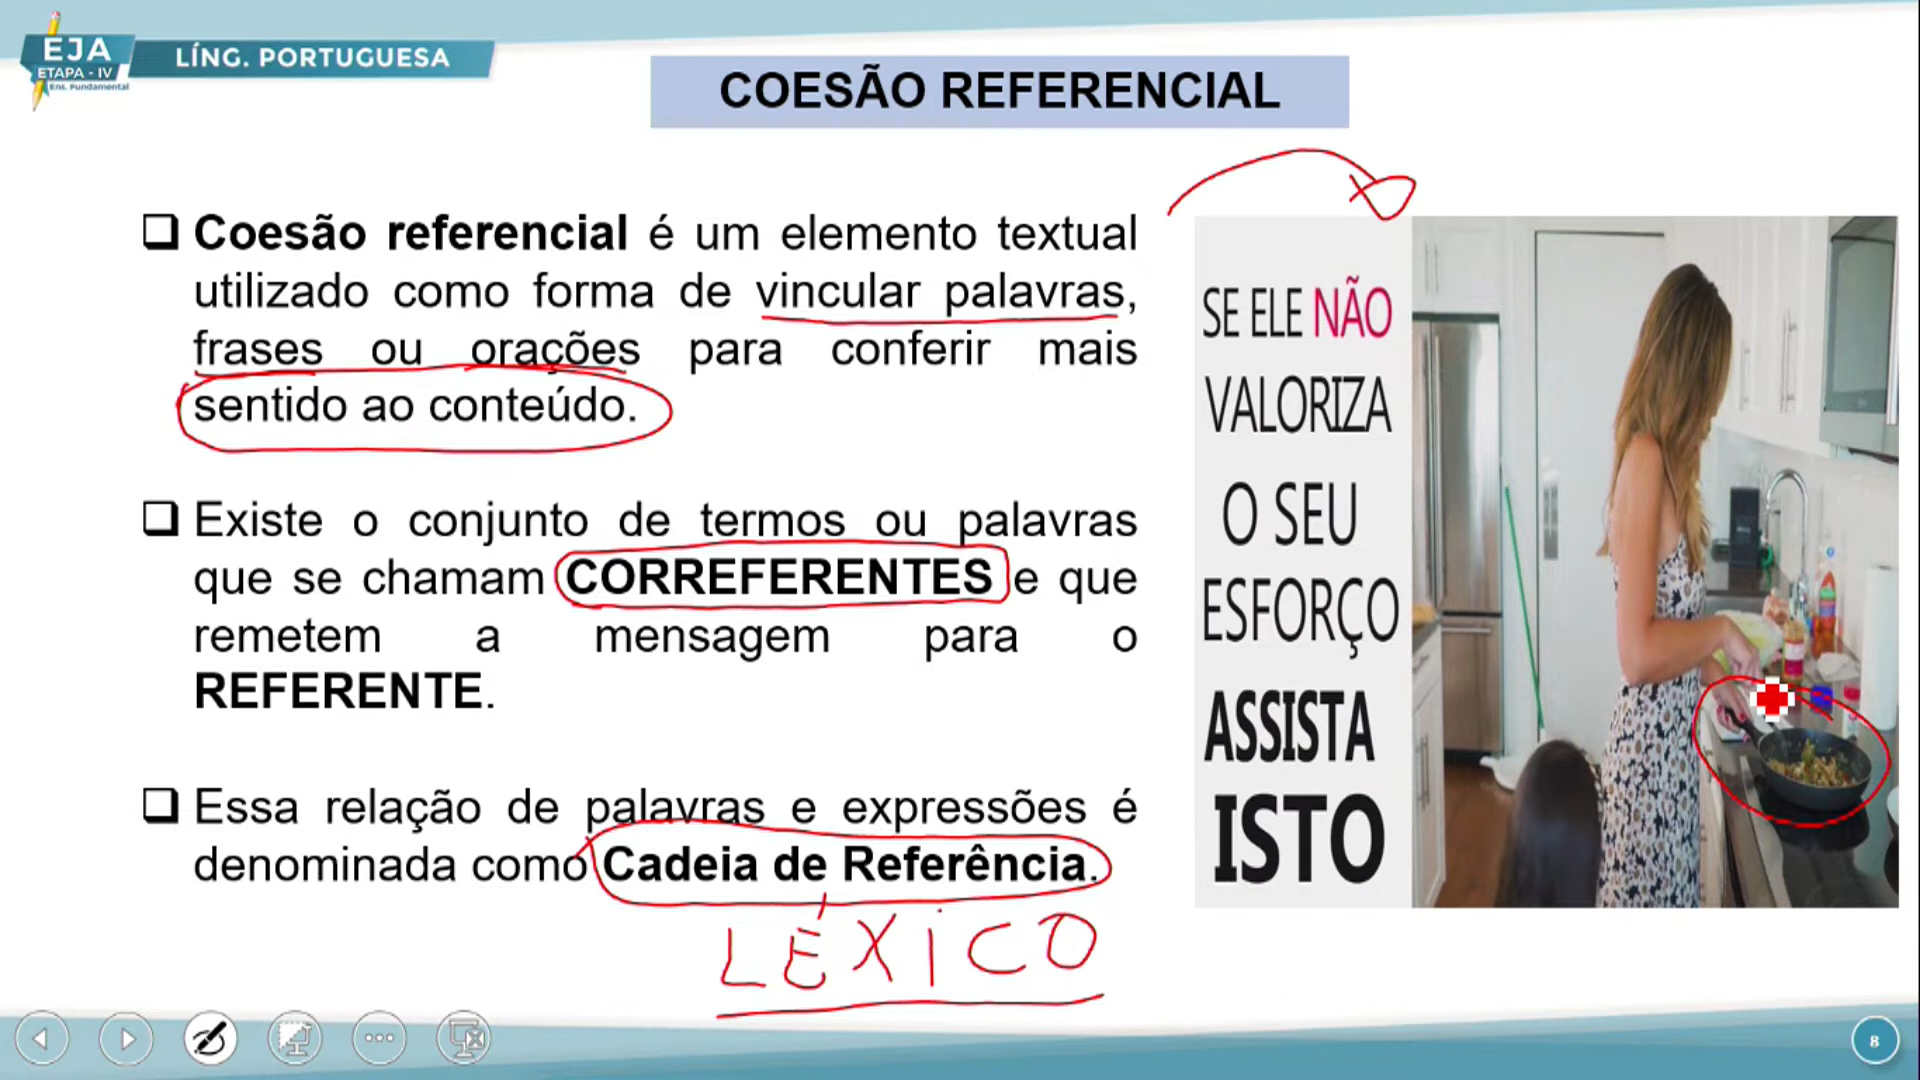 EJA
ETAPA - IV
Ens. Fundamental
LÍNG. PORTUGUESA
COESÃO REFERENCIAL
Coesão referencial é um elemento textual
utilizado como forma de vincular palavras,
frases ou orações para conferir mais
sentido ao conteúdo.
Existe o conjunto de termos ou palavras
que se chamam CORREFERENTES e que
remetem a mensagem para o
REFERENTE.
Essa relação de palavras e expressões é
denominada como Cadeia de Referência.
LÉXICO
SE ELE NÃO
VALORIZA
O SEU
ESFORÇO
ASSISTA
ISTO
8